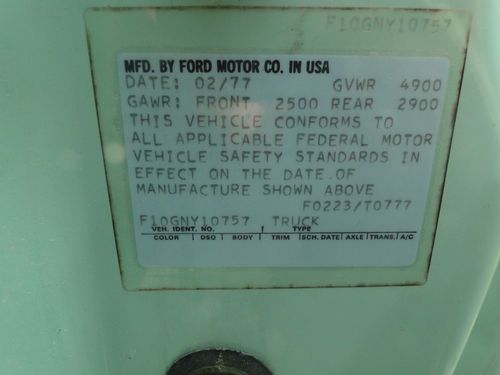 F10GNY10757
MFD. BY FORD MOTOR CO. IN USA
DATE: 02/77 GVWR 4900
GAWR: FRONT 2500 REAR 2900
THIS VEHICLE CONFORMS TO
ALL APPLICABLE FEDERAL MOTOR
VEHICLE SAFETY STANDARDS IN
EFFECT ON THE DATE OF
MANUFACTURE SHOWN ABOVE
F0223/T0777
F10GNY10757 TRUCK
VEH. IDENT. NO. TYPE
COLOR DSO BODY TRIM SCH. DATE AXLE TRANS. A/C